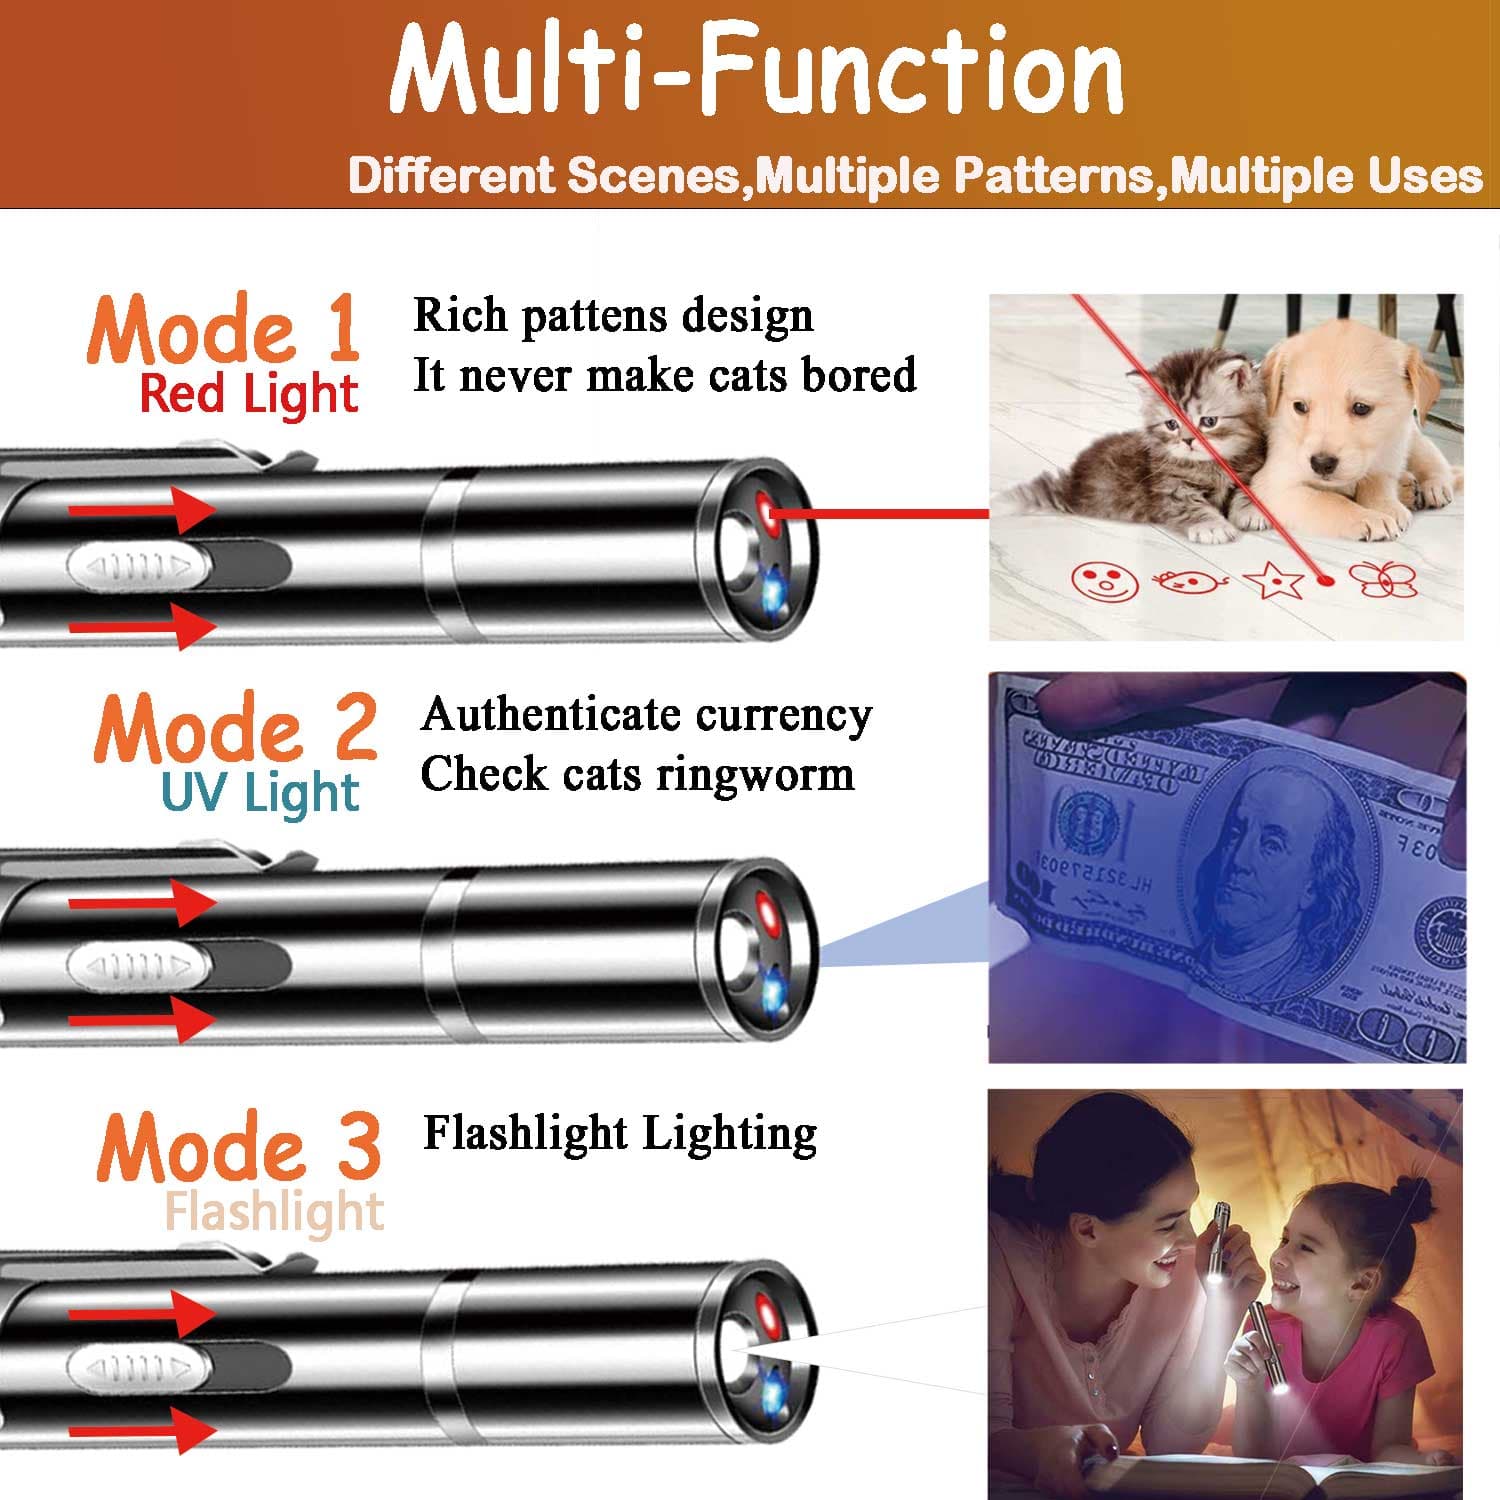 Multi-Function
Different Scenes,Multiple Patterns,Multiple Uses
Mode 1
Red Light
Rich pattens design
It never make cats bored
Mode 2
UV Light
Authenticate currency
Check cats ringworm
Mode 3
Flashlight
Flashlight Lighting